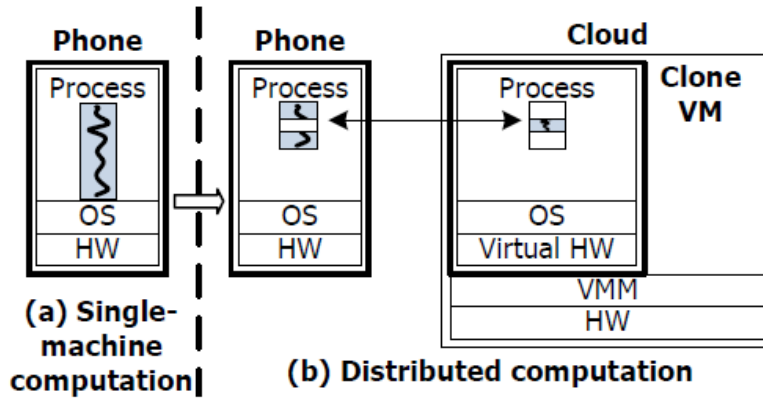 Phone
Process
OS
HW
(a) Single-
machine
computation
Phone
Process
OS
HW
Cloud
Clone
VM
Process
OS
Virtual HW
VMM
HW
(b) Distributed computation